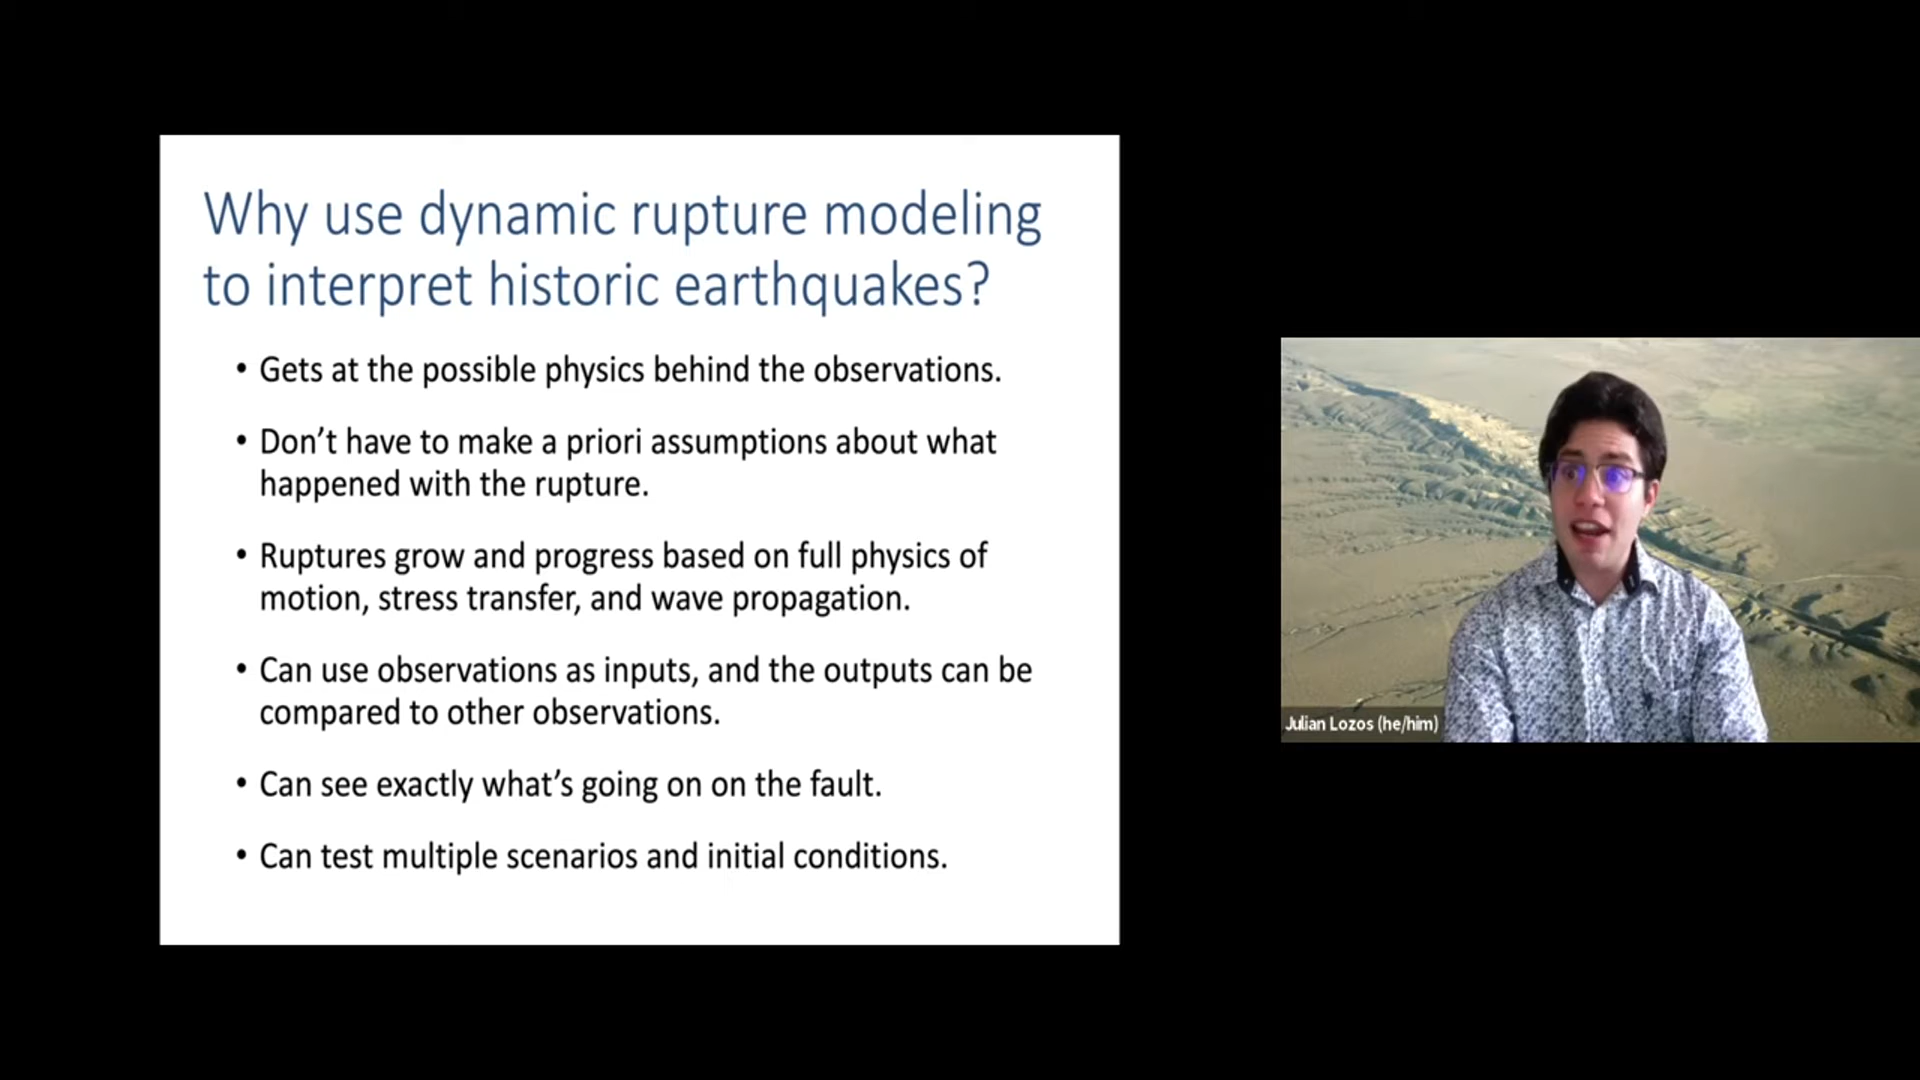 Why use dynamic rupture modeling
to interpret historic earthquakes?
• Gets at the possible physics behind the observations.
• Don’t have to make a priori assumptions about what
happened with the rupture.
• Ruptures grow and progress based on full physics of
motion, stress transfer, and wave propagation.
• Can use observations as inputs, and the outputs can be
compared to other observations.
• Can see exactly what’s going on on the fault.
• Can test multiple scenarios and initial conditions.
Julian Lozos (he/him)